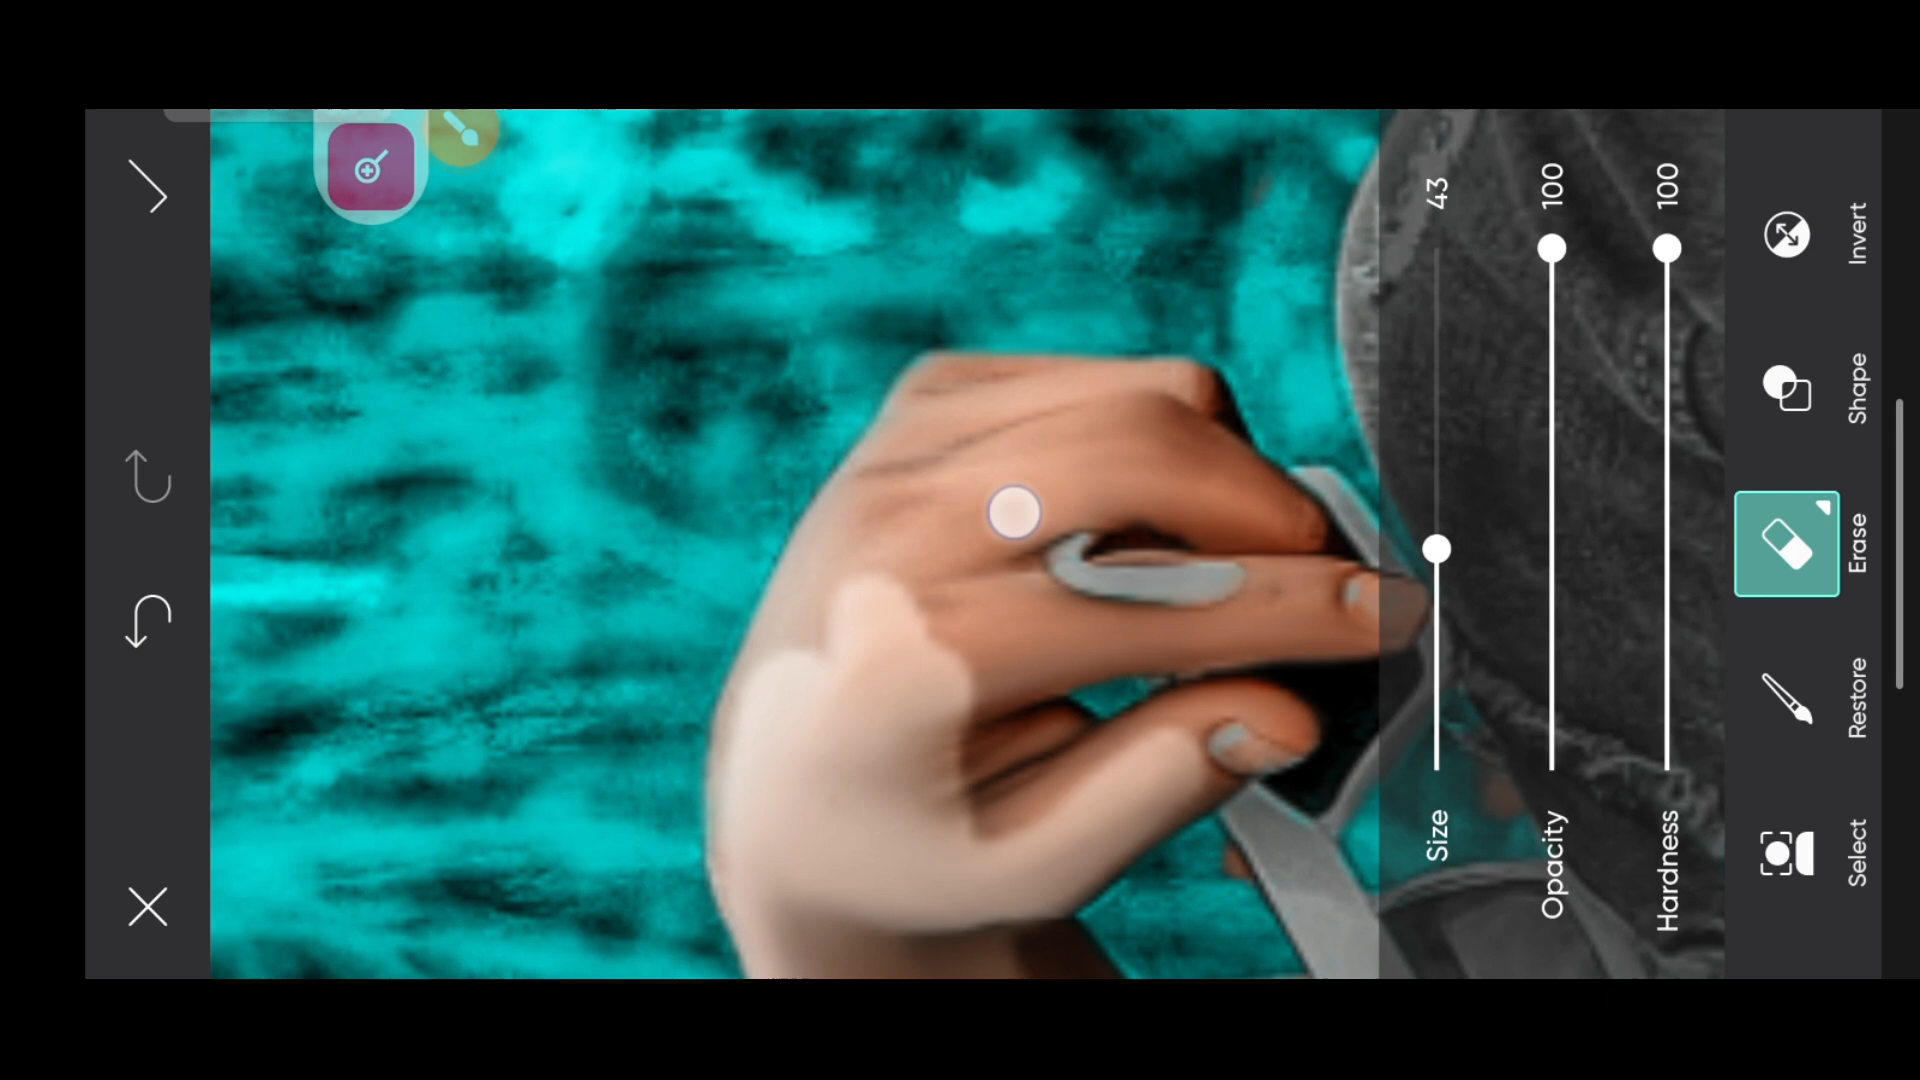 Size
43
Opacity
100
Hardness
100
Select
Restore
Erase
Shape
Invert